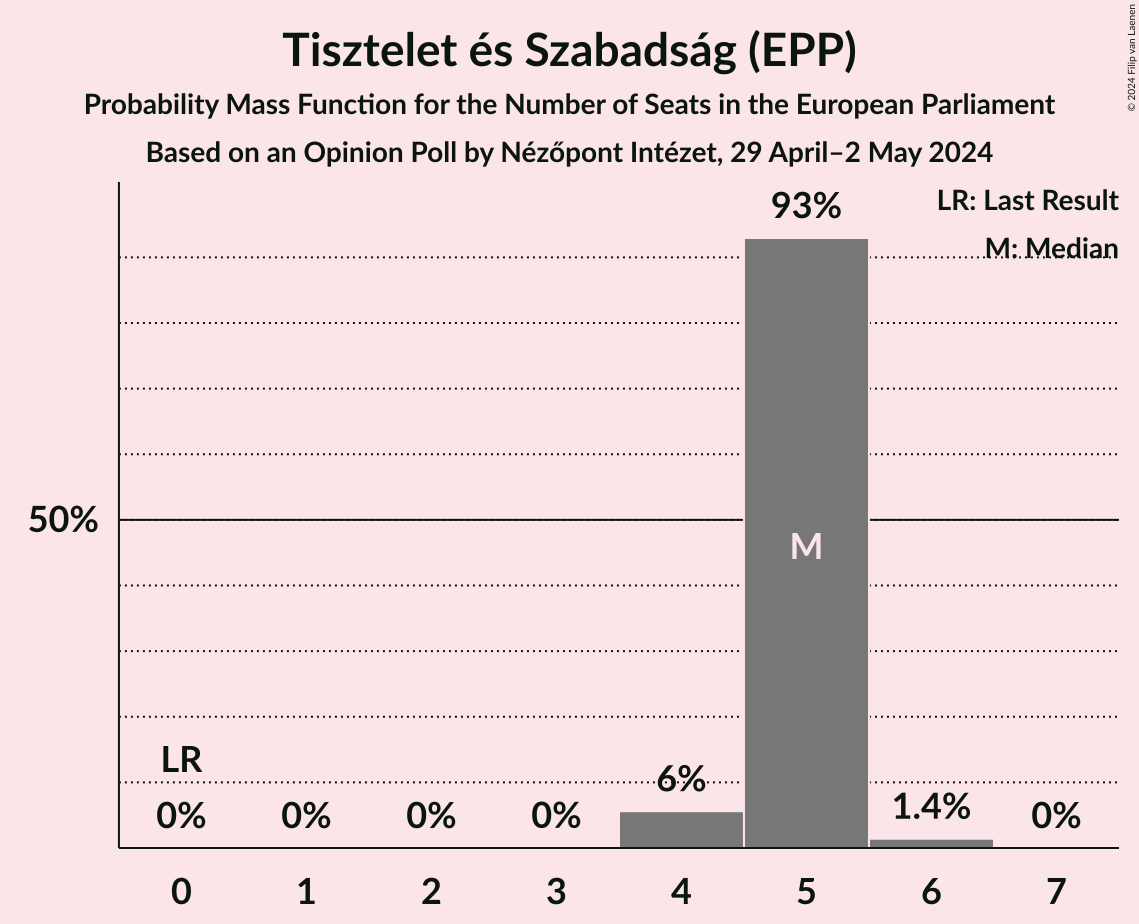 Tisztelet és Szabadság (EPP)
Probability Mass Function for the Number of Seats in the European Parliament
Based on an Opinion Poll by Nézőpont Intézet, 29 April–2 May 2024
© 2024 Filip van Laenen
LR: Last Result
M: Median
93%
50%
M
LR
0%
0%
0%
0%
6%
1.4%
0%
0 1 2 3 4 5 6 7